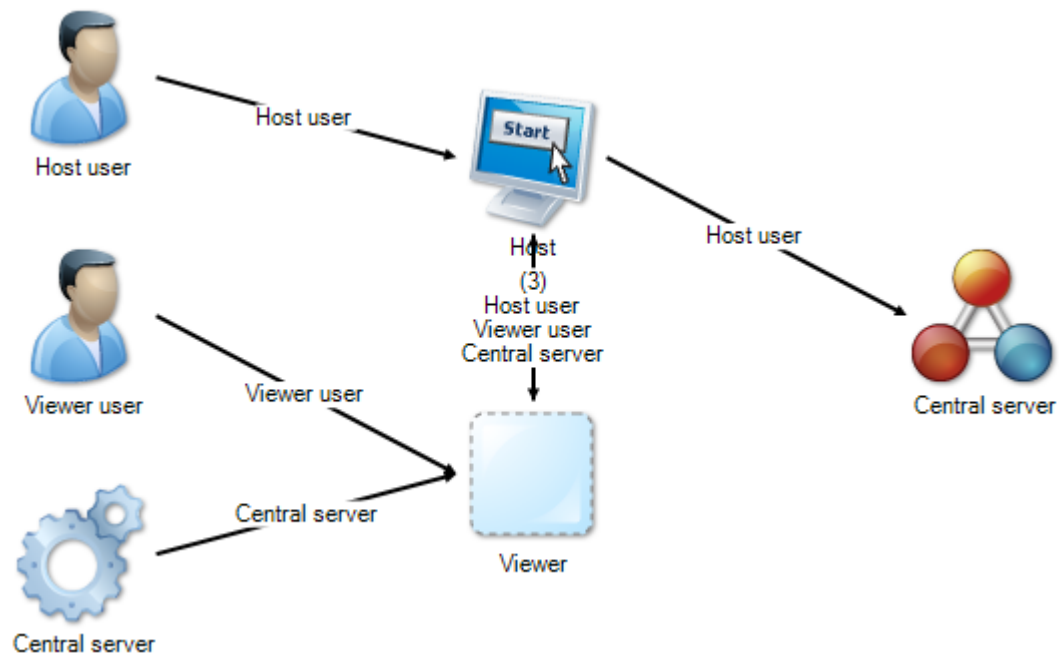 Host user
Host user
Start
Host
Host user
(3)
Host user
Viewer user
Central server
Viewer user
Viewer user
Central server
Central server
Viewer
Central server